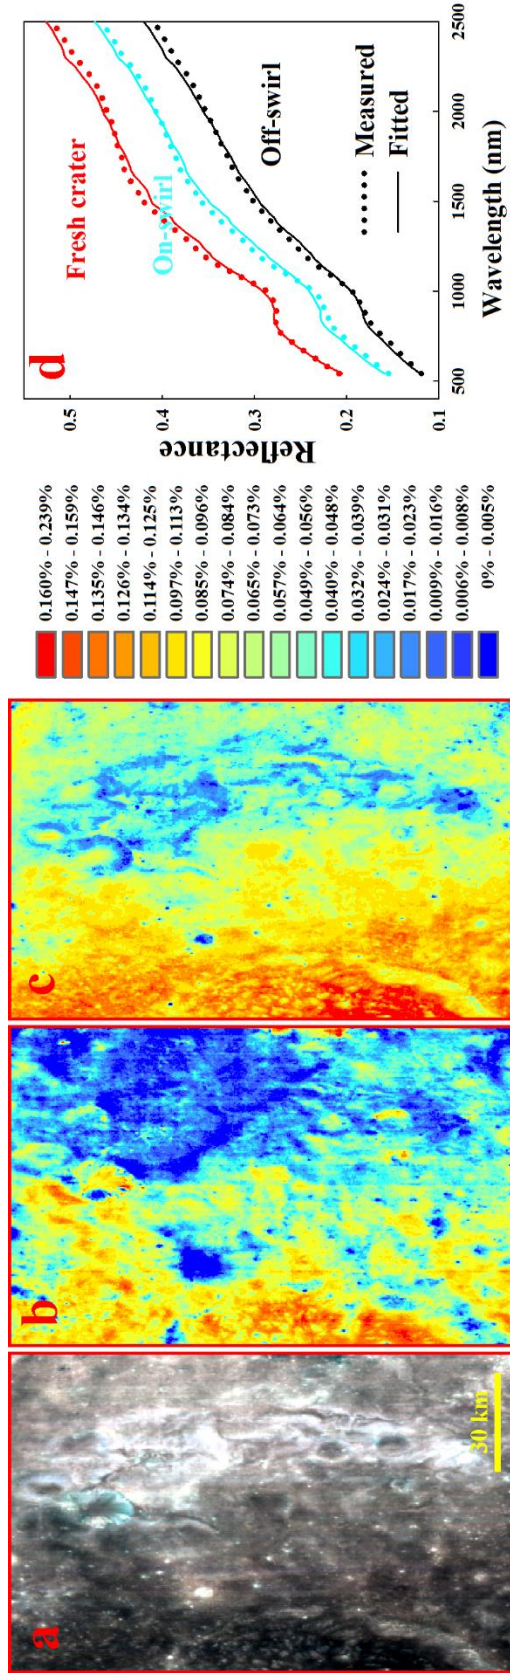 a
30 km
b
c
0.160% - 0.239%
0.147% - 0.159%
0.135% - 0.146%
0.126% - 0.134%
0.114% - 0.125%
0.097% - 0.113%
0.085% - 0.096%
0.074% - 0.084%
0.065% - 0.073%
0.057% - 0.064%
0.049% - 0.056%
0.040% - 0.048%
0.032% - 0.039%
0.024% - 0.031%
0.017% - 0.023%
0.009% - 0.016%
0.006% - 0.008%
0% - 0.005%
d
Fresh crater
On-swirl
Off-swirl
Measured
Fitted
Reflectance
0.5
0.4
0.3
0.2
0.1
500
1000
1500
2000
2500
Wavelength (nm)